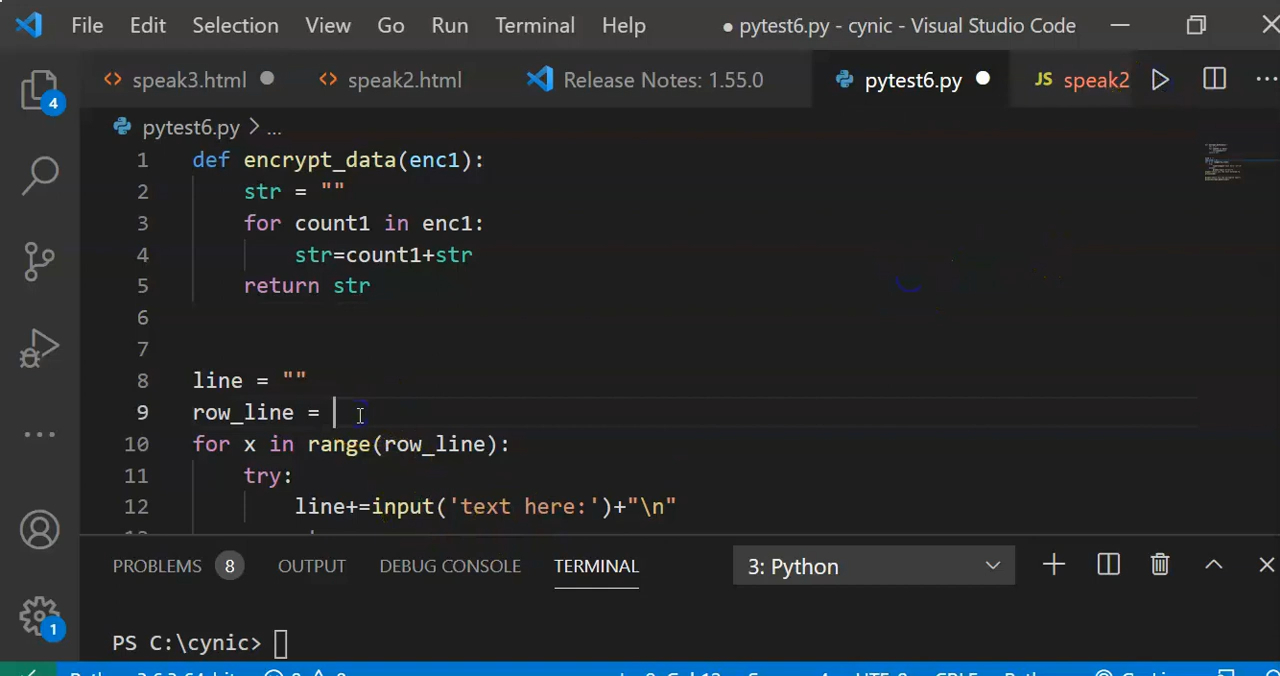 File Edit Selection View Go Run Terminal Help ● pytest6.py - cynic - Visual Studio Code
speak3.html speak2.html Release Notes: 1.55.0 pytest6.py JS speak2 ...
4
pytest6.py > ...
1 def encrypt_data(enc1):
2 str = ""
3 for count1 in enc1:
4 str=count1+str
5 return str
6
7
8 line = ""
9 row_line =
10 for x in range(row_line):
11 try:
12 line+=input('text here:')+"\n"
PROBLEMS 8 OUTPUT DEBUG CONSOLE TERMINAL 3: Python
1
PS C:\cynic>